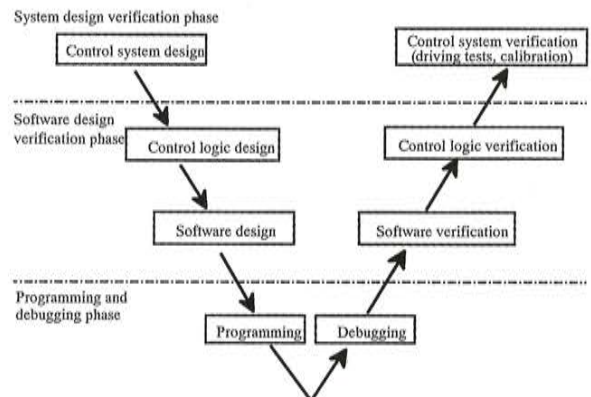 System design verification phase
Control system design
Control system verification
(driving tests, calibration)
Software design
verification phase
Control logic design
Control logic verification
Software design
Software verification
Programming and
debugging phase
Programming
Debugging